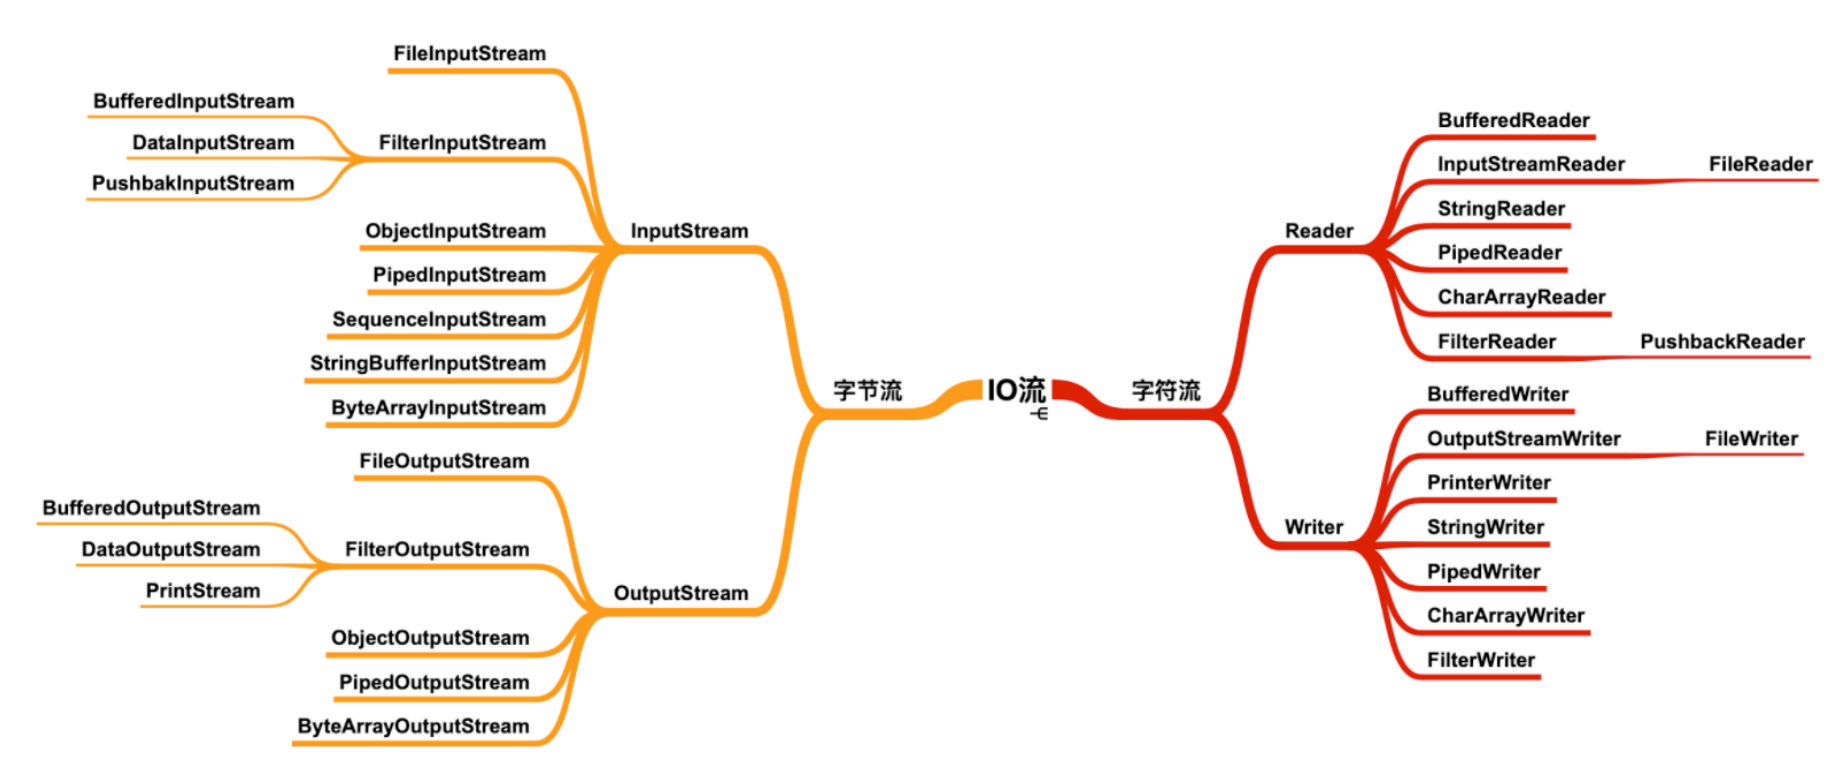 IO流
字节流
InputStream
FileInputStream
FilterInputStream
BufferedInputStream
DataInputStream
PushbakInputStream
ObjectInputStream
PipedInputStream
SequenceInputStream
StringBufferInputStream
ByteArrayInputStream
OutputStream
FileOutputStream
FilterOutputStream
BufferedOutputStream
DataOutputStream
PrintStream
ObjectOutputStream
PipedOutputStream
ByteArrayOutputStream
字符流
Reader
BufferedReader
InputStreamReader
FileReader
StringReader
PipedReader
CharArrayReader
FilterReader
PushbackReader
Writer
BufferedWriter
OutputStreamWriter
FileWriter
PrinterWriter
StringWriter
PipedWriter
CharArrayWriter
FilterWriter